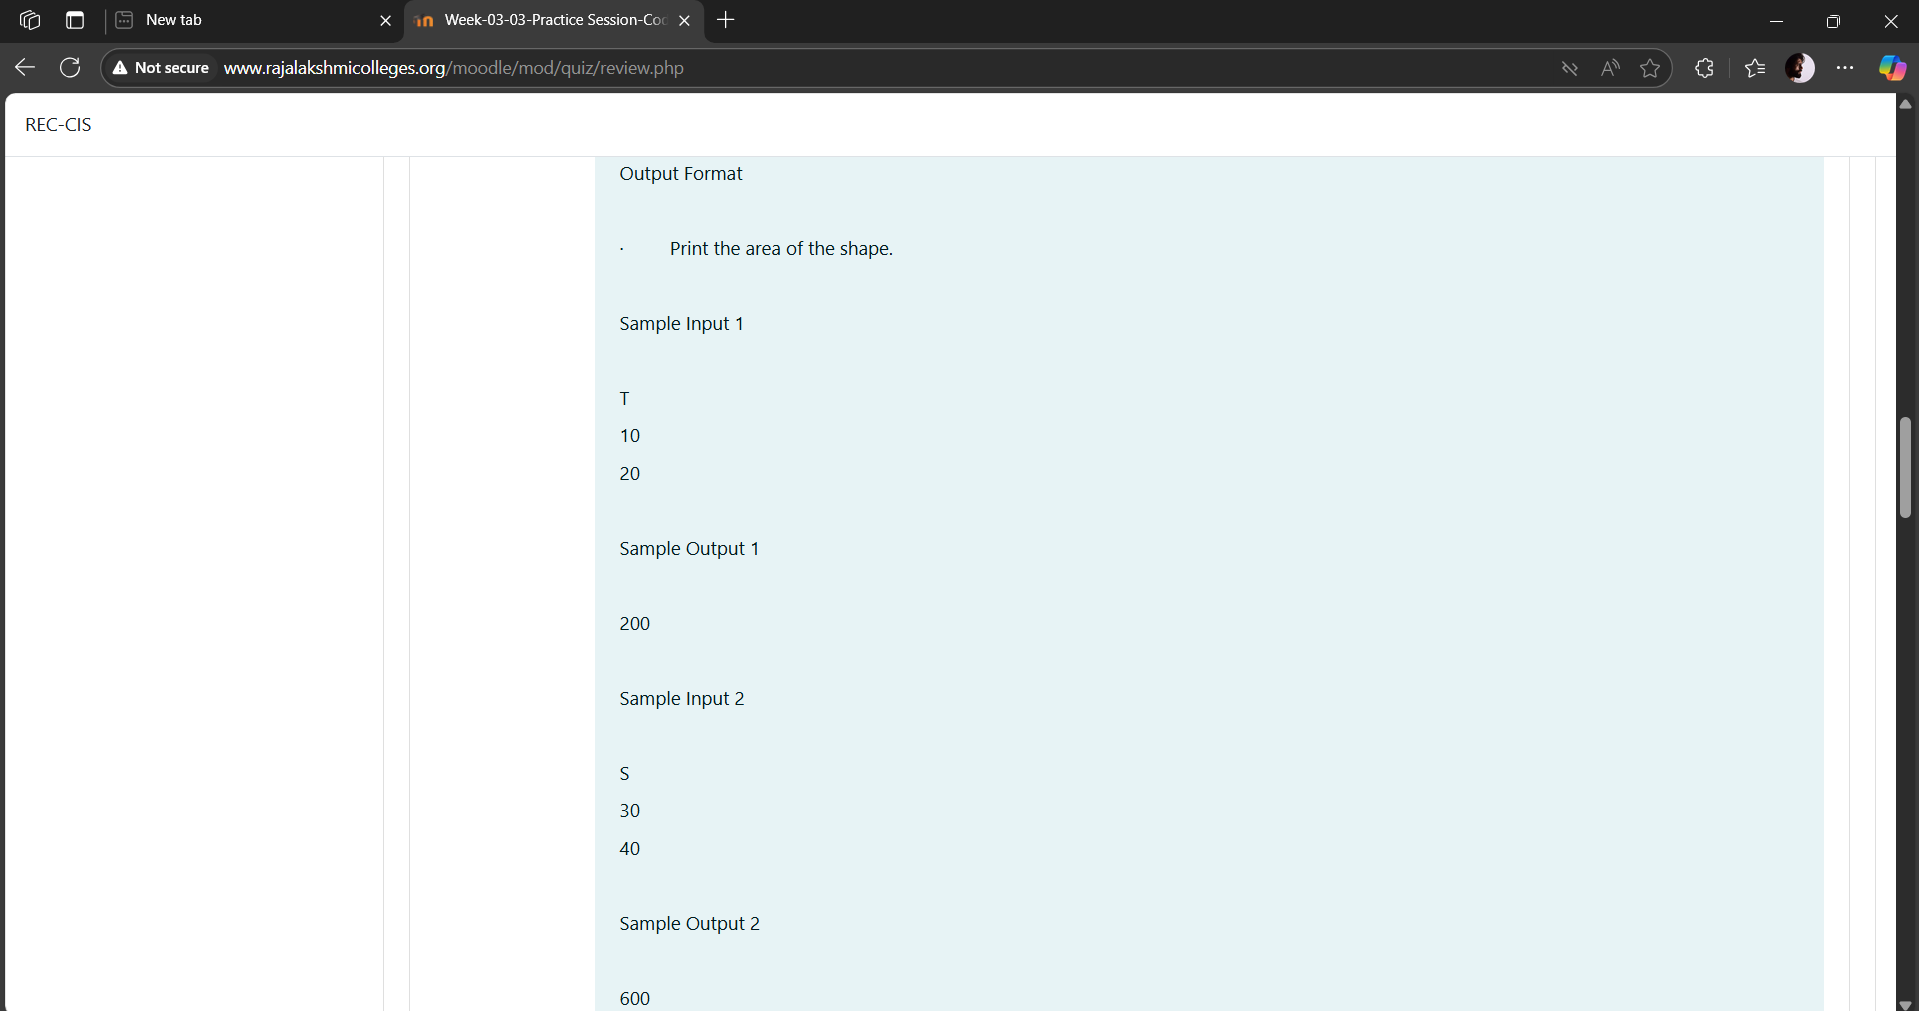 New tab
Week-03-03-Practice Session-Coc
Not secure
www.rajalakshmicolleges.org/moodle/mod/quiz/review.php
REC-CIS
Output Format
· Print the area of the shape.
Sample Input 1
T
10
20
Sample Output 1
200
Sample Input 2
S
30
40
Sample Output 2
600